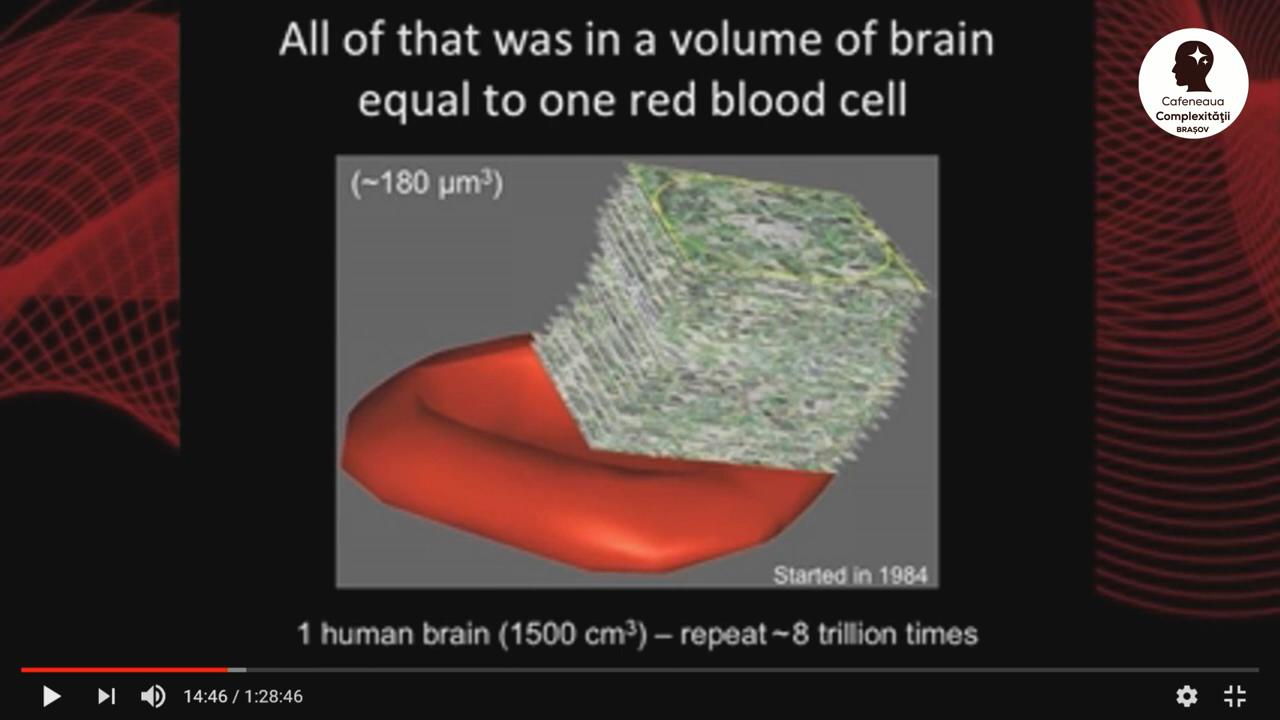 All of that was in a volume of brain
equal to one red blood cell
Cafeneaua
Complexităţii
BRAȘOV
(~180 µm³)
Started in 1984
1 human brain (1500 cm³) – repeat ~8 trillion times
14:46 / 1:28:46